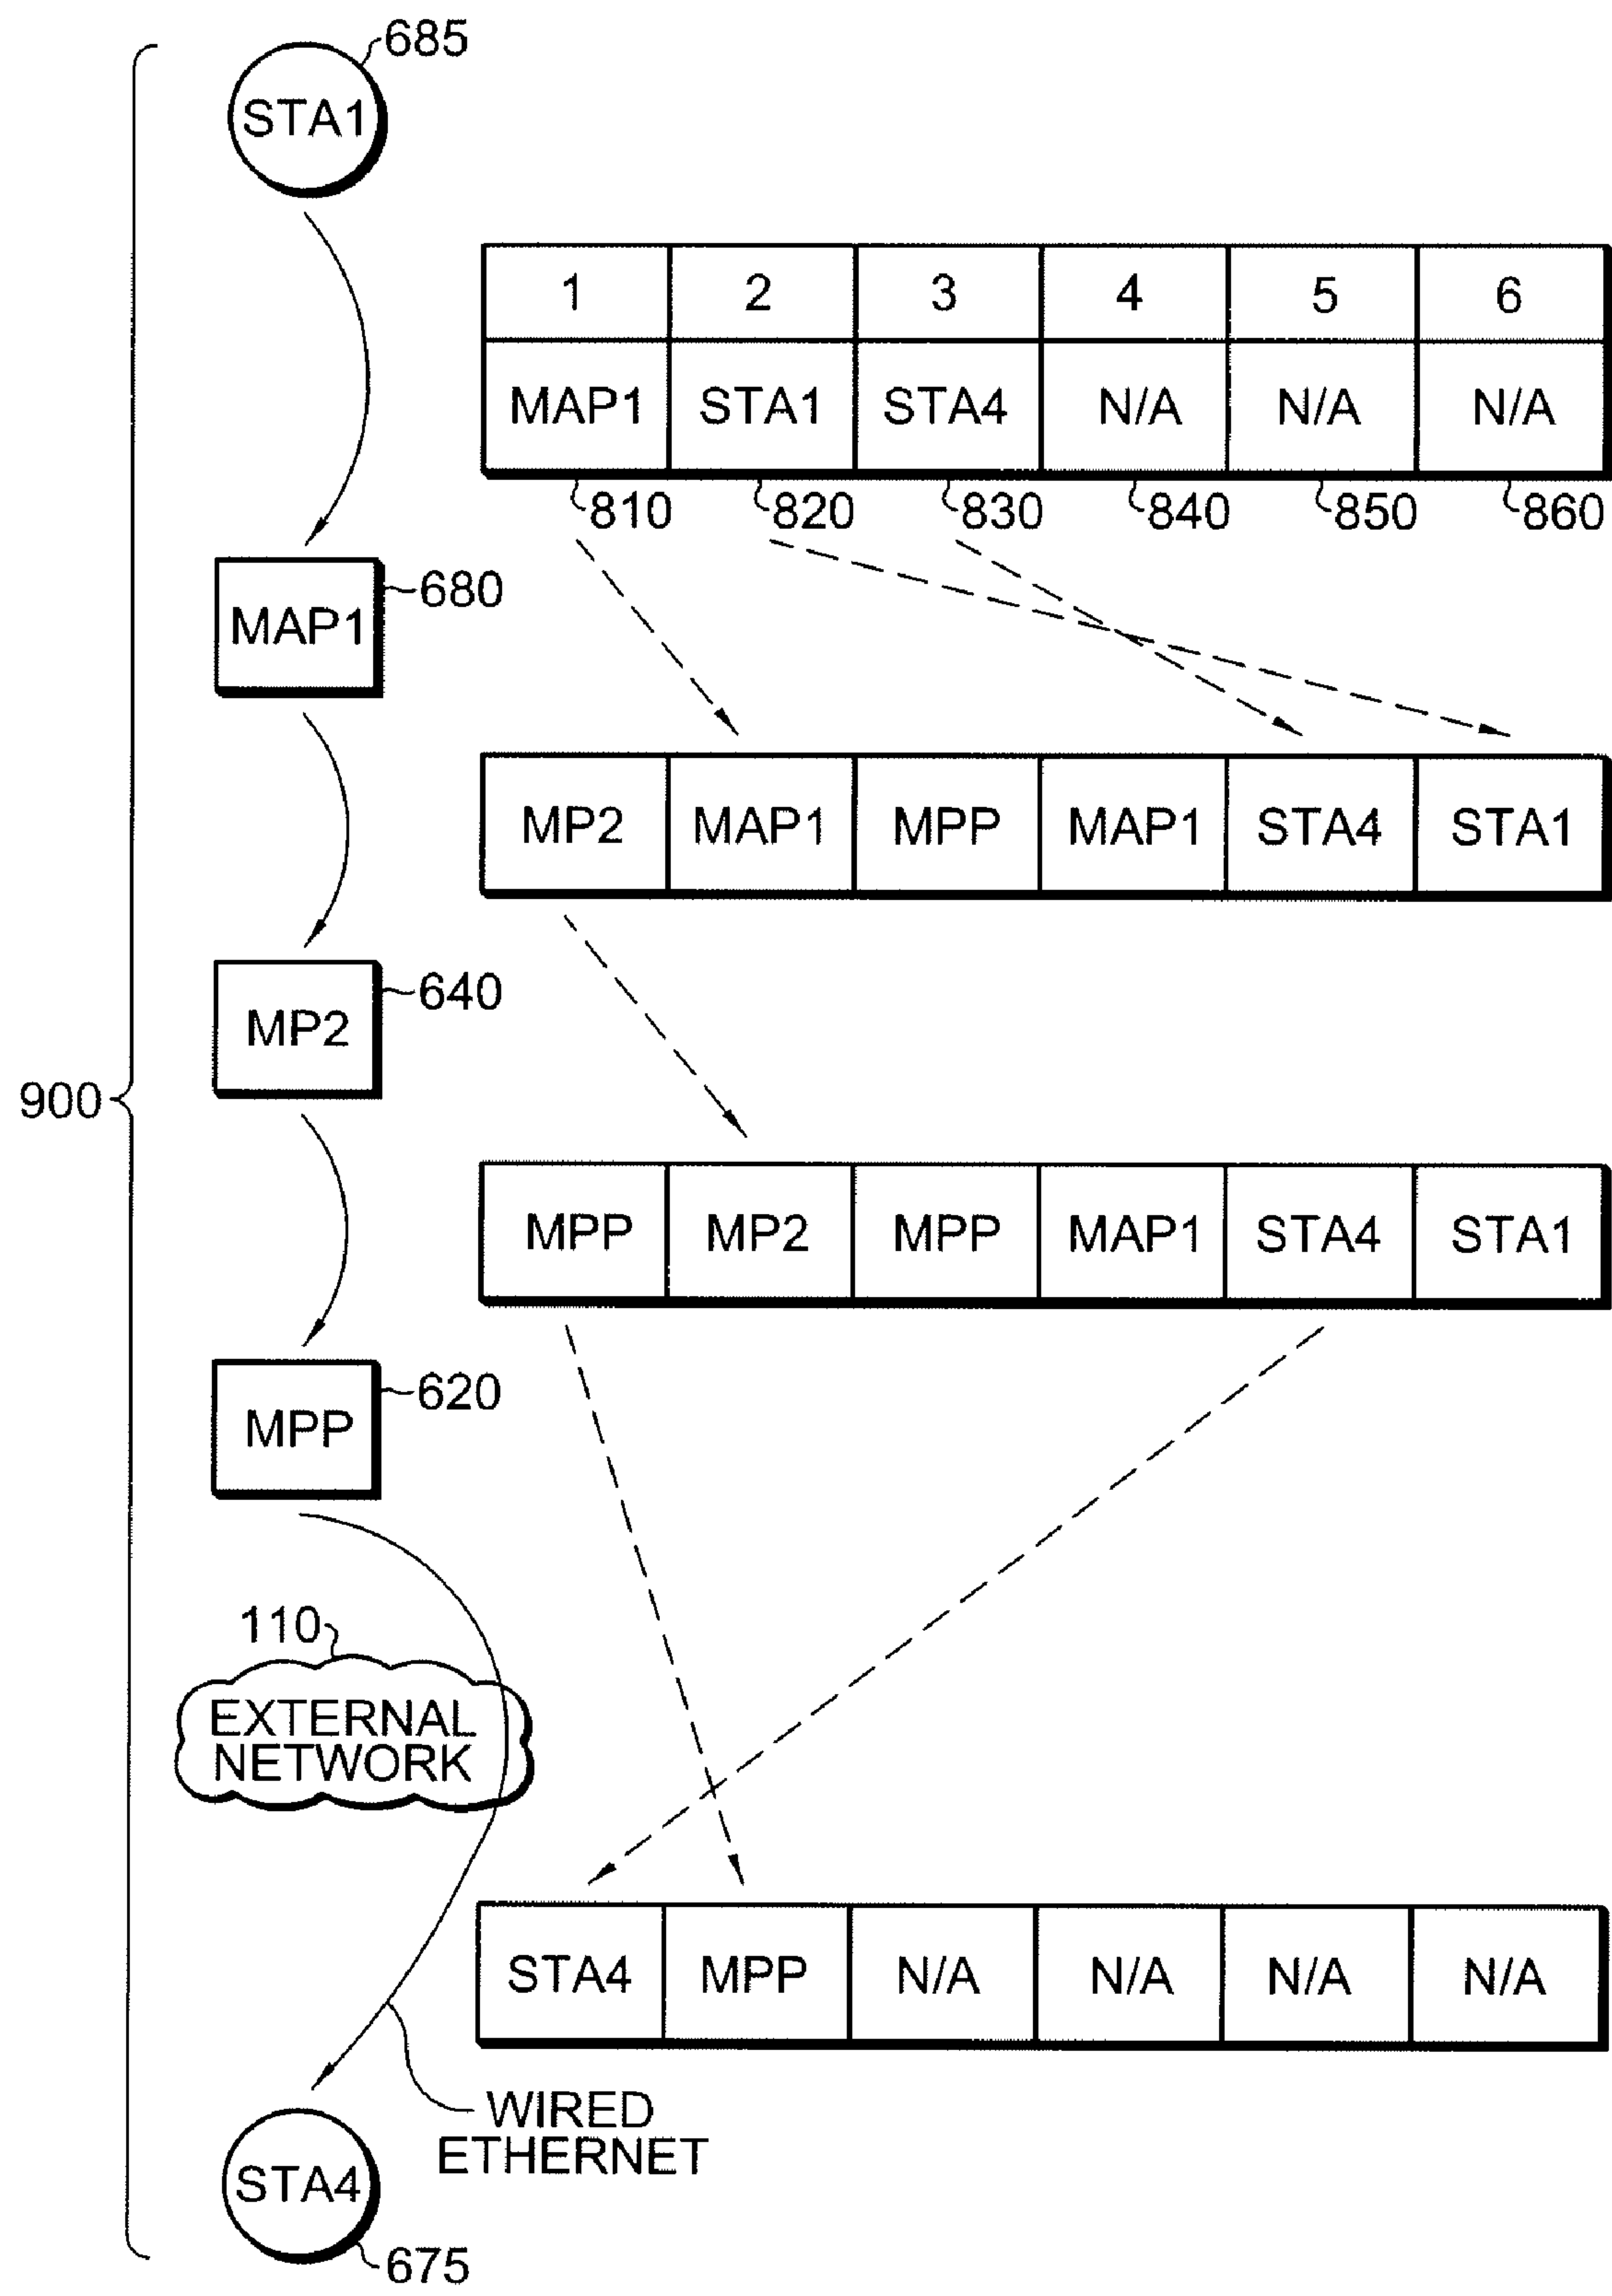 685
STA1
1 2 3 4 5 6
MAP1 STA1 STA4 N/A N/A N/A
810 820 830 840 850 860
680
MAP1
MP2 MAP1 MPP MAP1 STA4 STA1
640
MP2
900
MPP MP2 MPP MAP1 STA4 STA1
620
MPP
110
EXTERNAL
NETWORK
STA4 MPP N/A N/A N/A N/A
WIRED
ETHERNET
STA4
675